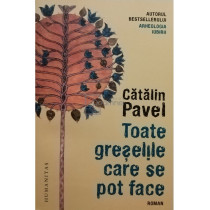 AUTORUL
BESTSELLERULUI
ARHEOLOGIA
IUBIRII
Cătălin
Pavel
Toate
greșelile
care se
pot face
ROMAN
HUMANITAS